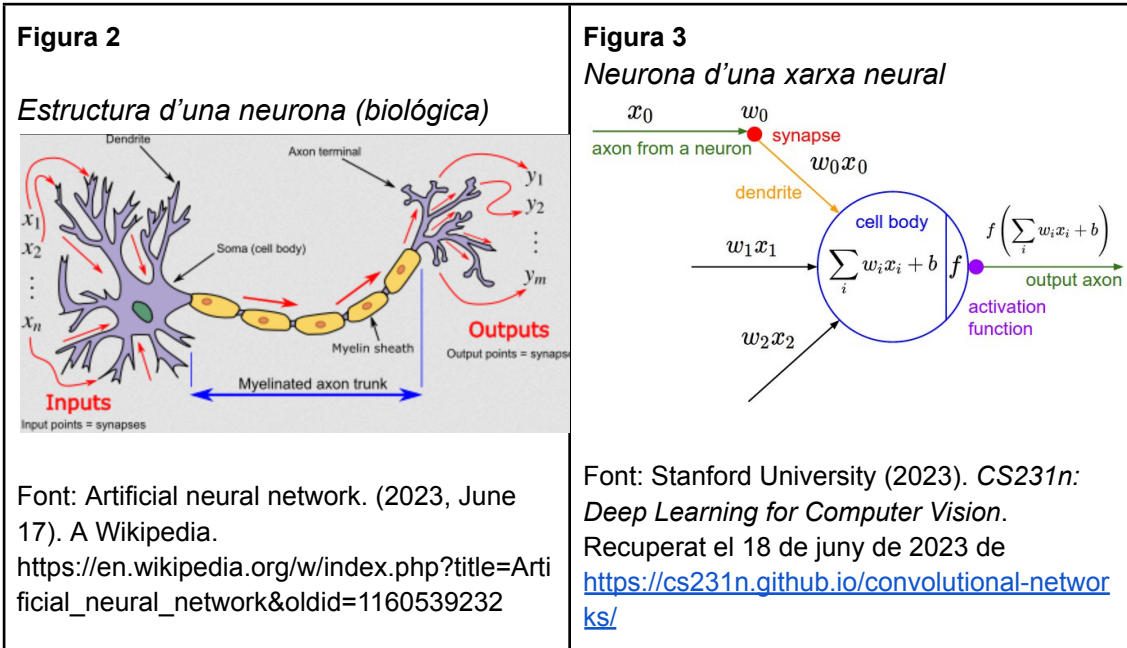 Figura 2
Estructura d'una neurona (biológica)
Dendrite
Axon terminal
x₁
x₂
⋮
xₙ
y₁
y₂
⋮
yₘ
Soma (cell body)
Myelin sheath
Myelinated axon trunk
Inputs
Input points = synapses
Outputs
Output points = synapse
Font: Artificial neural network. (2023, June
17). A Wikipedia.
https://en.wikipedia.org/w/index.php?title=Arti
ficial_neural_network&oldid=1160539232
Figura 3
Neurona d'una xarxa neural
x₀
w₀
synapse
axon from a neuron
w₀x₀
dendrite
cell body
w₁x₁
∑ᵢ wᵢxᵢ + b
f
f(∑ᵢ wᵢxᵢ + b)
output axon
activation
function
w₂x₂
Font: Stanford University (2023). CS231n:
Deep Learning for Computer Vision.
Recuperat el 18 de juny de 2023 de
https://cs231n.github.io/convolutional-networ
ks/